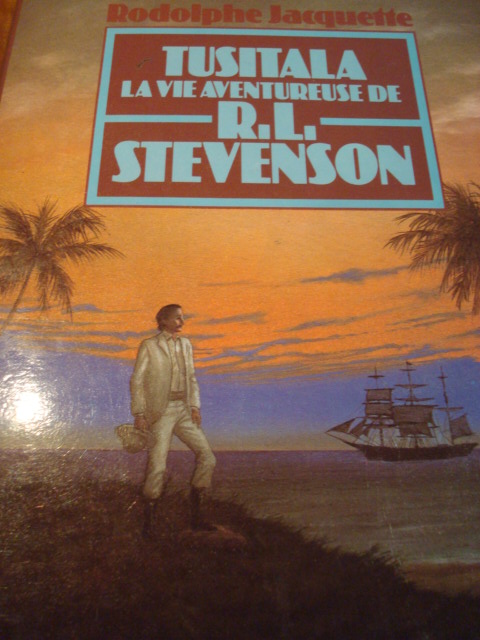 Rodolphe Jacquette
TUSITALA
LA VIE AVENTUREUSE DE
R.L.
STEVENSON